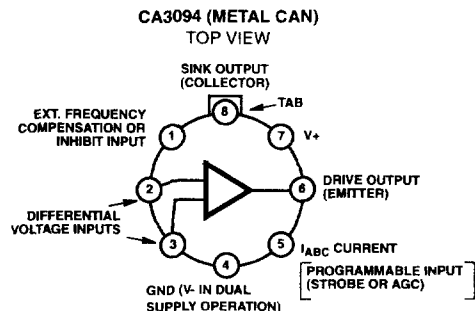 CA3094 (METAL CAN)
TOP VIEW
SINK OUTPUT
(COLLECTOR)
TAB
8
EXT. FREQUENCY
COMPENSATION OR
INHIBIT INPUT
1
7
V+
2
6
DRIVE OUTPUT
(EMITTER)
DIFFERENTIAL
VOLTAGE INPUTS
3
5
IABC CURRENT
4
PROGRAMMABLE INPUT
(STROBE OR AGC)
GND (V- IN DUAL
SUPPLY OPERATION)